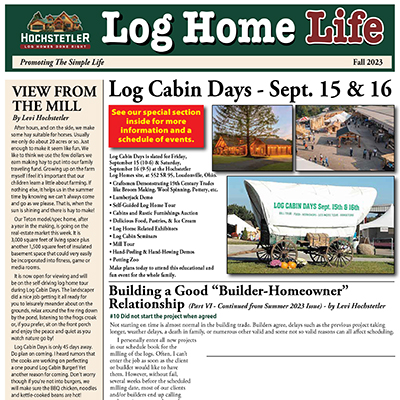 HOCHSTETLER
LOG HOMES DONE RIGHT
Log Home Life
Promoting The Simple Life
Fall 2023
VIEW FROM
THE MILL
By Levi Hochstetler
After hours, and on the side, we make
some hay suitable for horses. Usually
we only do about 20 acres or so. Just
enough to make it seem like fun. We
like to think we use the few dollars we
earn making hay to put into our family
traveling fund. Growing up on the farm
myself I feel it's important that our
children learn a little about farming. If
nothing else, it helps us in the summer
time by knowing we can't always come
and go as we please. That is, when the
sun is shining and there is hay to make!
Our Teton model/spec home, after
a year in the making, is going on the
real-estate market this week. It is
3,000 square feet of living space plus
another 1,500 square feet of insulated
basement space that could very easily
be incorporated into fitness, game or
media rooms.
It is now open for viewing and will
be on the self-driving log home tour
during Log Cabin Days. The landscaper
did a nice job getting it all ready for
you to leisurely meander about on the
grounds, relax around the fire ring down
by the pond, listening to the frogs croak
or, if you prefer, sit on the front porch
and enjoy the peace and quiet as you
watch nature go by!
Log Cabin Days is only 45 days away.
Do plan on coming. I heard rumors that
the cooks are working on perfecting
a one pound Log Cabin Burger! Yet
another reason for coming. Don't worry
though if you're not into burgers, we
will make sure the BBQ chicken, noodles
and kettle-cooked beans are hot!
Log Cabin Days - Sept. 15 & 16
See our special section
inside for more
information and a
schedule of events.
Log Cabin Days is slated for Friday,
September 15 (10-6) & Saturday,
September 16 (9-5) at the Hochstetler
Log Homes site, at 552 SR 95, Loudonville, Ohio.
• Craftsmen Demonstrating 19th Century Trades
like Broom Making, Wool Spinning, Pottery, etc.
• Lumberjack Demo
• Self-Guided Log Home Tour
• Cabins and Rustic Furnishings Auction
• Delicious Food, Pastries, & Ice Cream
• Log Home Related Exhibitors
• Log Cabin Seminars
• Mill Tour
• Hand-Peeling & Hand-Hewing Demos
• Petting Zoo
Make plans today to attend this educational and
fun event for the whole family.
LOG CABIN DAYS Sept. 15th & 16th
Building a Good “Builder-Homeowner”
Relationship (Part VI - Continued from Summer 2023 Issue) - by Levi Hochstetler
#10 Did not start the project when agreed
Not starting on time is almost normal in the building trade. Builders agree, delays such as the previous project taking
longer, weather delays, a death in family, or numerous other valid and some not so valid reasons can all affect scheduling.
I personally enter all new projects
in our schedule book for the
milling of the logs. Often, I can't
enter the job as soon as the client
or builder would like to have
them. However, without fail,
several weeks before the scheduled
milling date, most of our clients
and/or builders end up calling